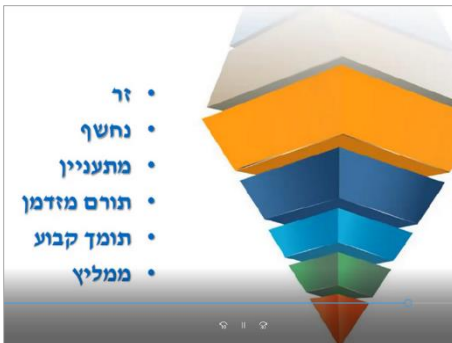 זר
נחשף
מתעניין
תורם מזדמן
תומך קבוע
ממליץ